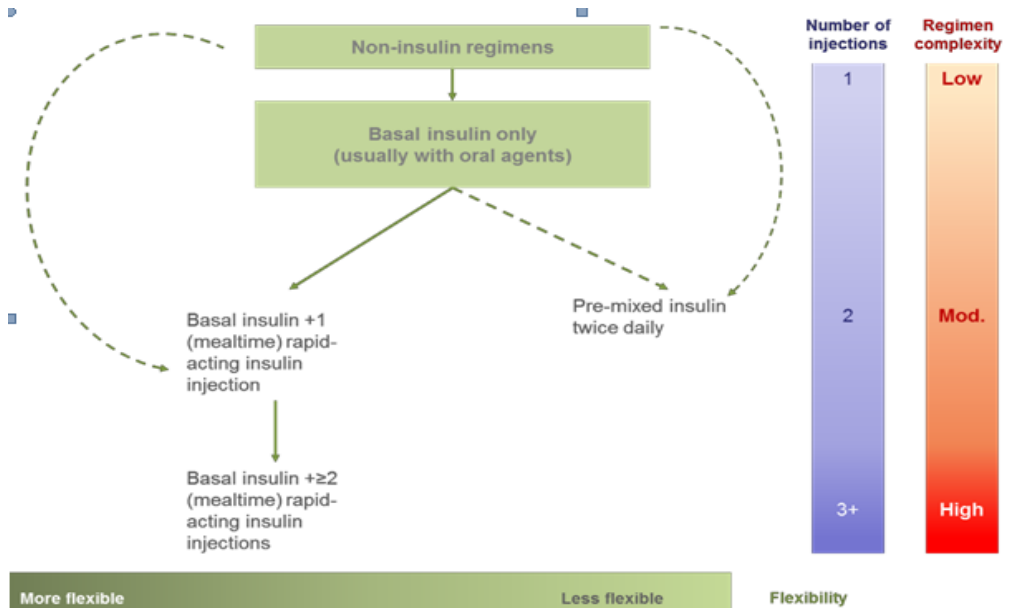 Non-insulin regimens
Basal insulin only
(usually with oral agents)
Basal insulin +1
(mealtime) rapid-
acting insulin
injection
Pre-mixed insulin
twice daily
Basal insulin +≥2
(mealtime) rapid-
acting insulin
injections
Number of
injections
1
2
3+
Regimen
complexity
Low
Mod.
High
More flexible
Less flexible
Flexibility